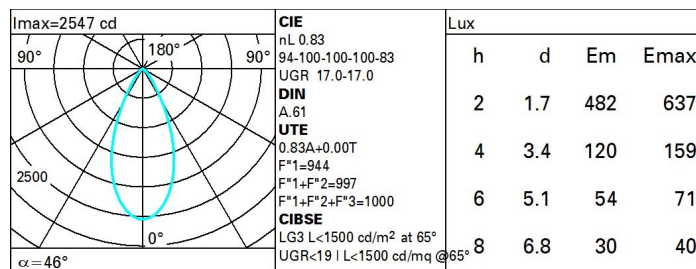 Imax=2547 cd
90° 180° 90°
2500
0°
α=46°
CIE
nL 0.83
94-100-100-100-83
UGR 17.0-17.0
DIN
A.61
UTE
0.83A+0.00T
F"1=944
F"1+F"2=997
F"1+F"2+F"3=1000
CIBSE
LG3 L<1500 cd/m² at 65°
UGR<19 | L<1500 cd/mq @65°
Lux
h d Em Emax
2 1.7 482 637
4 3.4 120 159
6 5.1 54 71
8 6.8 30 40